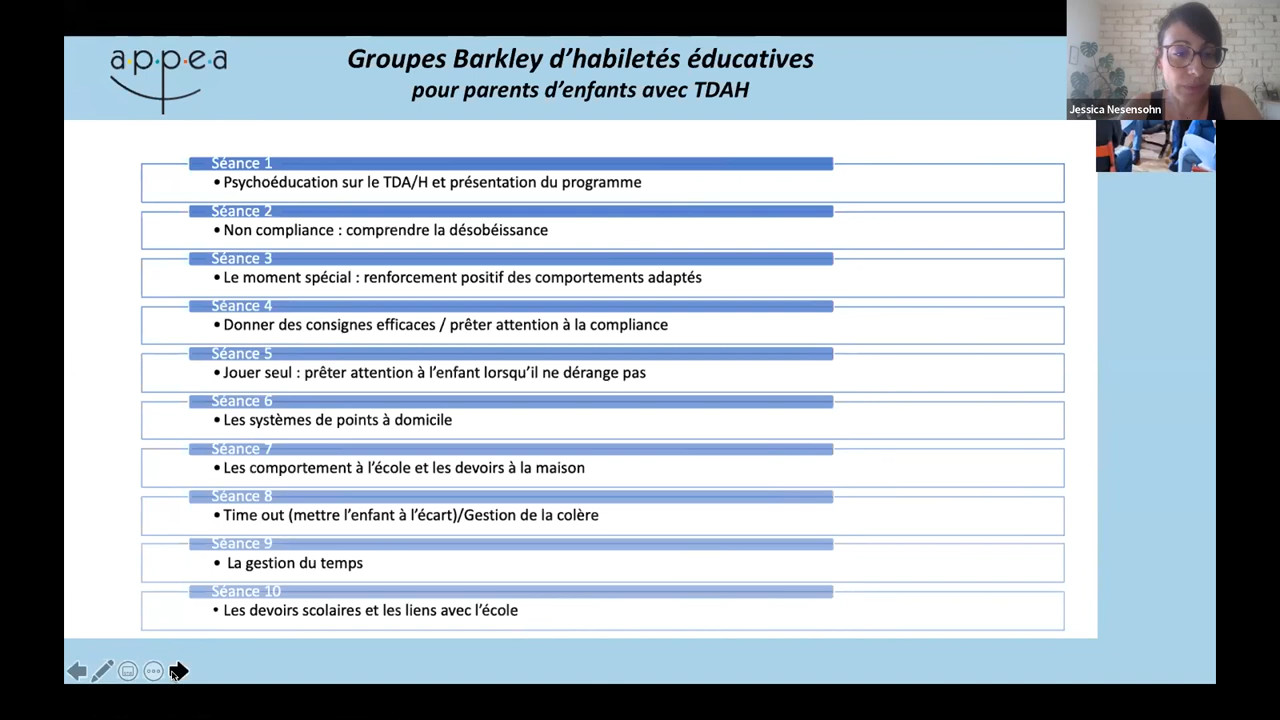 a·p·p·e·a
Groupes Barkley d’habiletés éducatives
pour parents d’enfants avec TDAH
Jessica Nesensohn
Séance 1
• Psychoéducation sur le TDA/H et présentation du programme
Séance 2
• Non compliance : comprendre la désobéissance
Séance 3
• Le moment spécial : renforcement positif des comportements adaptés
Séance 4
• Donner des consignes efficaces / prêter attention à la compliance
Séance 5
• Jouer seul : prêter attention à l’enfant lorsqu’il ne dérange pas
Séance 6
• Les systèmes de points à domicile
Séance 7
• Les comportement à l’école et les devoirs à la maison
Séance 8
• Time out (mettre l’enfant à l’écart)/Gestion de la colère
Séance 9
• La gestion du temps
Séance 10
• Les devoirs scolaires et les liens avec l’école